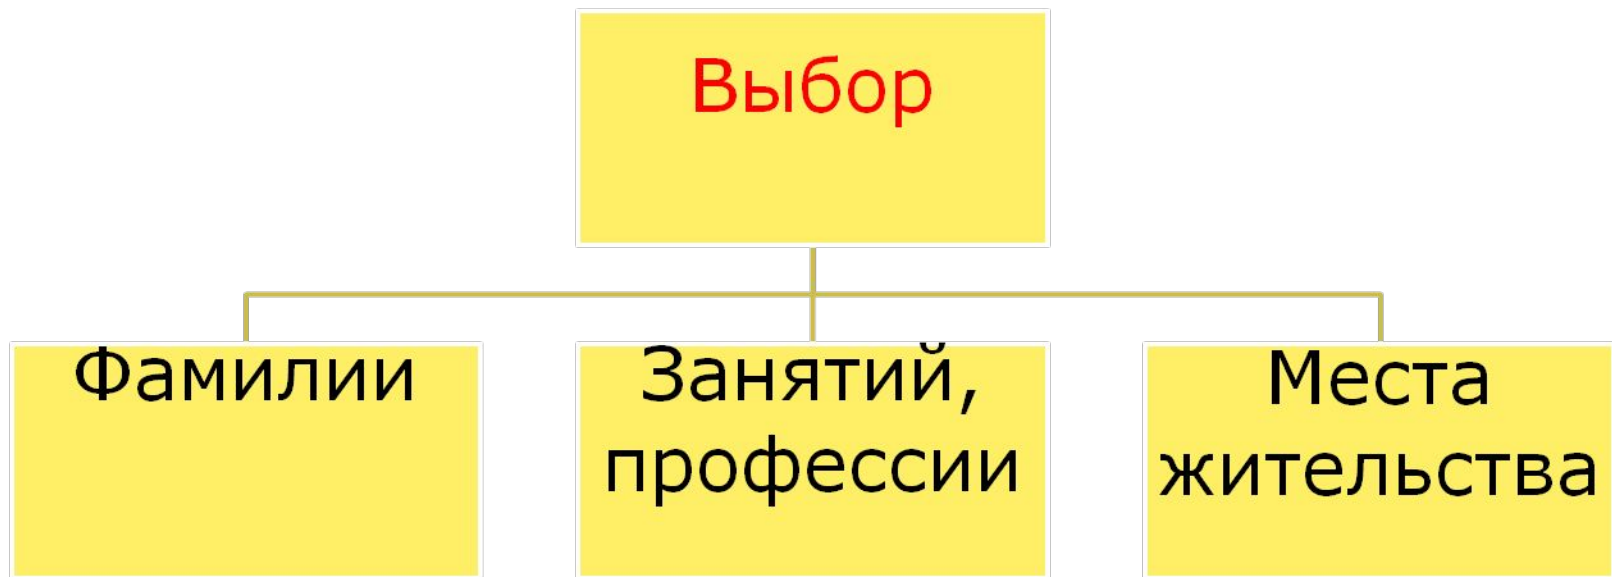 Выбор
Фамилии
Занятий,
профессии
Места
жительства